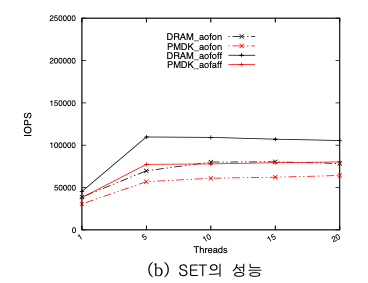 250000
200000
150000
100000
50000
0
IOPS
DRAM_aofon
PMDK_aofon
DRAM_aofoff
PMDK_aofaff
1
5
10
15
20
Threads
(b) SET의 성능